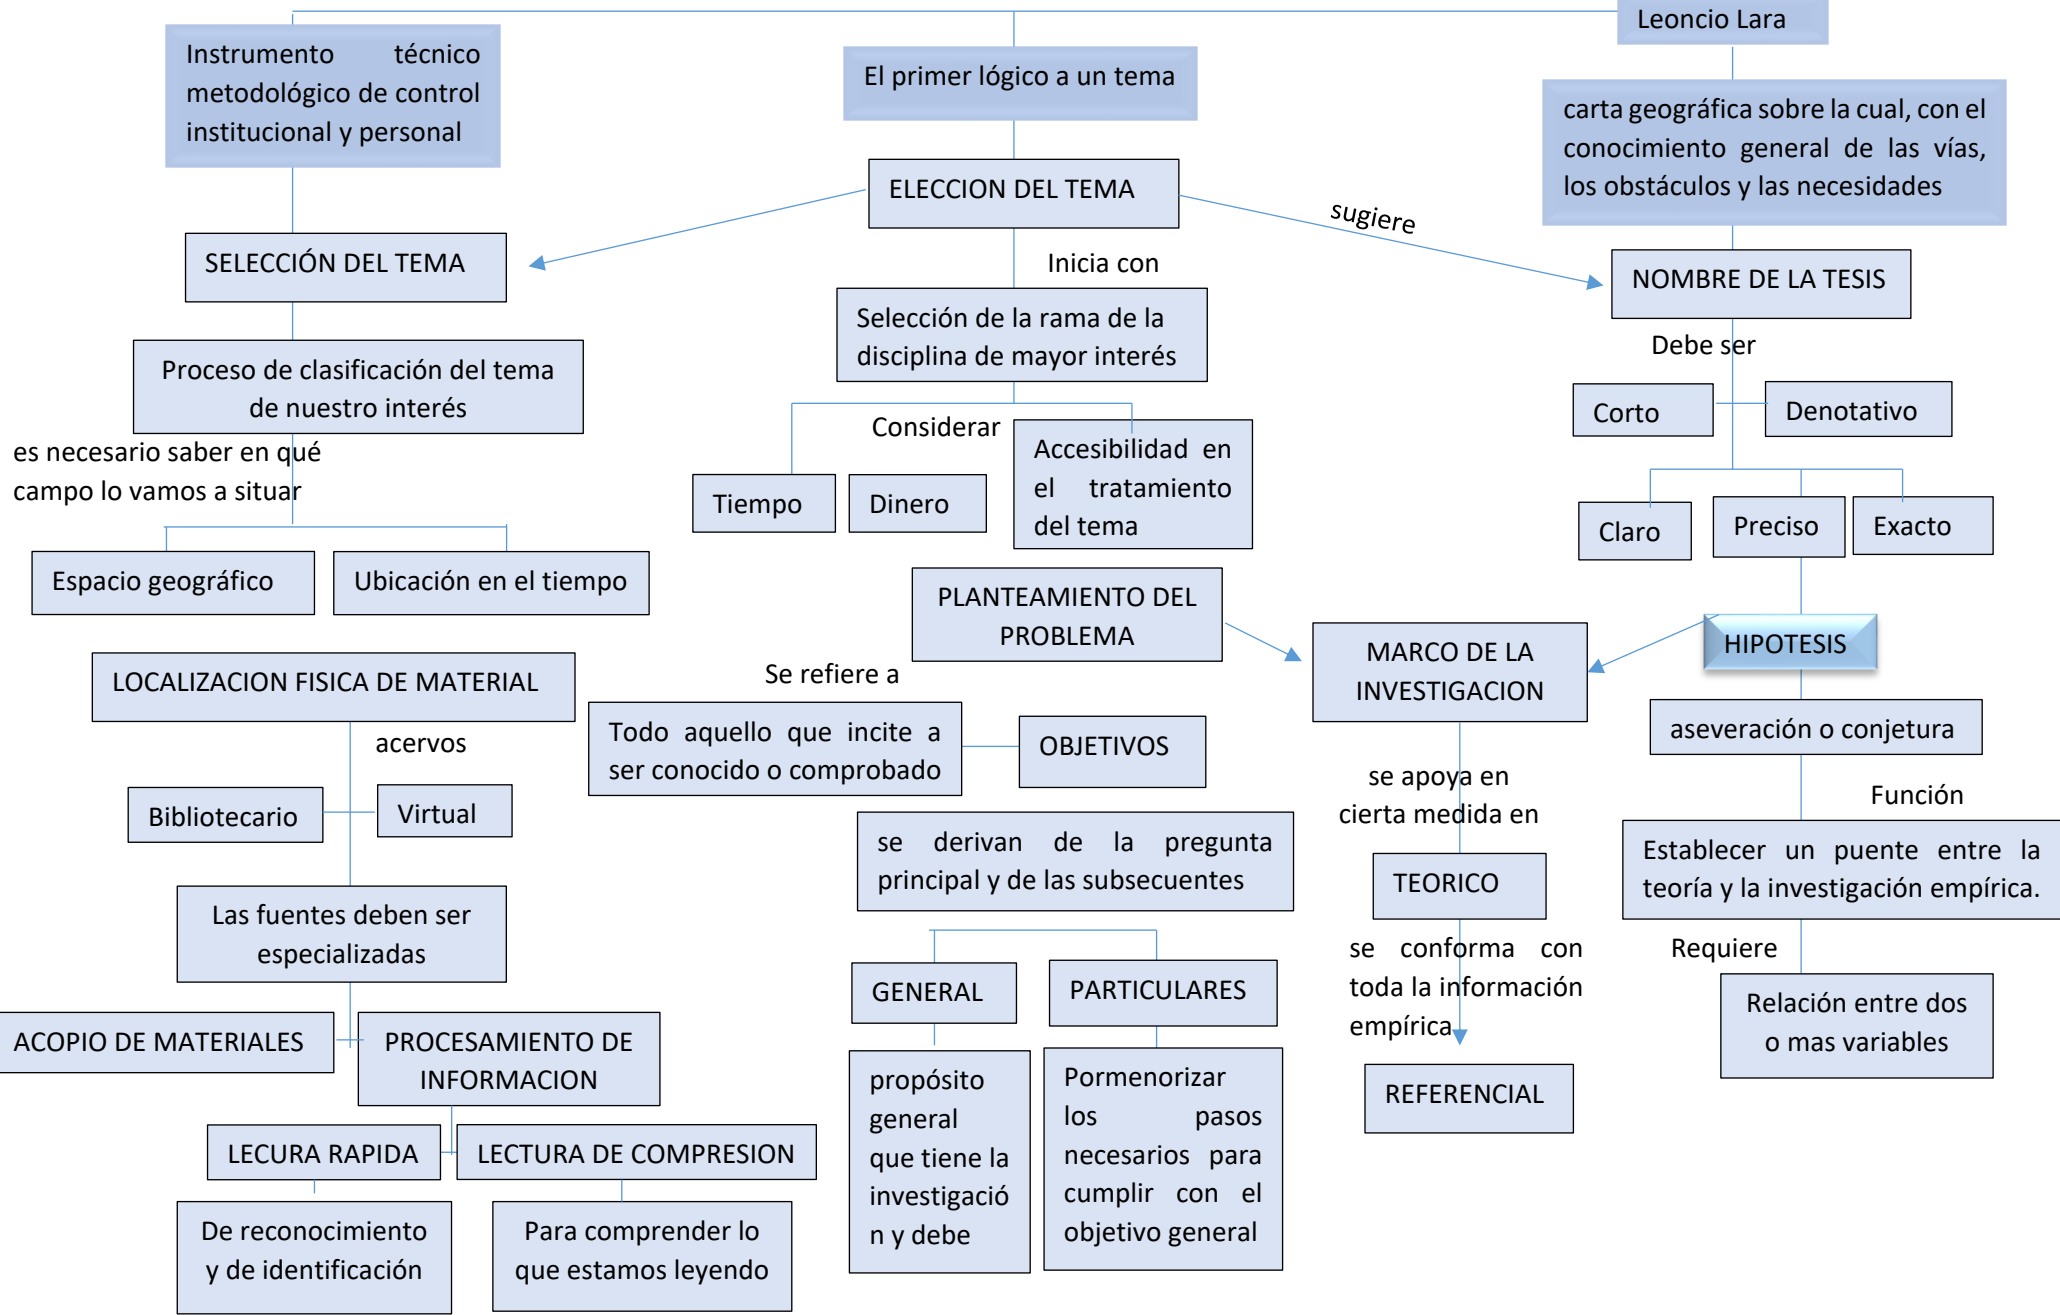 Leoncio Lara
Instrumento técnico
metodológico de control
institucional y personal
El primer lógico a un tema
carta geográfica sobre la cual, con el
conocimiento general de las vías,
los obstáculos y las necesidades
ELECCION DEL TEMA
sugiere
SELECCIÓN DEL TEMA
Inicia con
NOMBRE DE LA TESIS
Selección de la rama de la
disciplina de mayor interés
Debe ser
Proceso de clasificación del tema
de nuestro interés
Corto
Denotativo
Considerar
es necesario saber en qué
campo lo vamos a situar
Tiempo
Dinero
Accesibilidad en
el tratamiento
del tema
Claro
Preciso
Exacto
Espacio geográfico
Ubicación en el tiempo
PLANTEAMIENTO DEL
PROBLEMA
MARCO DE LA
INVESTIGACION
HIPOTESIS
LOCALIZACION FISICA DE MATERIAL
Se refiere a
acervos
Todo aquello que incite a
ser conocido o comprobado
OBJETIVOS
aseveración o conjetura
se apoya en
cierta medida en
Función
Bibliotecario
Virtual
se derivan de la pregunta
principal y de las subsecuentes
TEORICO
Establecer un puente entre la
teoría y la investigación empírica.
Las fuentes deben ser
especializadas
se conforma con
toda la información
empírica
Requiere
GENERAL
PARTICULARES
Relación entre dos
o mas variables
ACOPIO DE MATERIALES
PROCESAMIENTO DE
INFORMACION
propósito
general
que tiene la
investigació
n y debe
Pormenorizar
los pasos
necesarios para
cumplir con el
objetivo general
REFERENCIAL
LECURA RAPIDA
LECTURA DE COMPRESION
De reconocimiento
y de identificación
Para comprender lo
que estamos leyendo